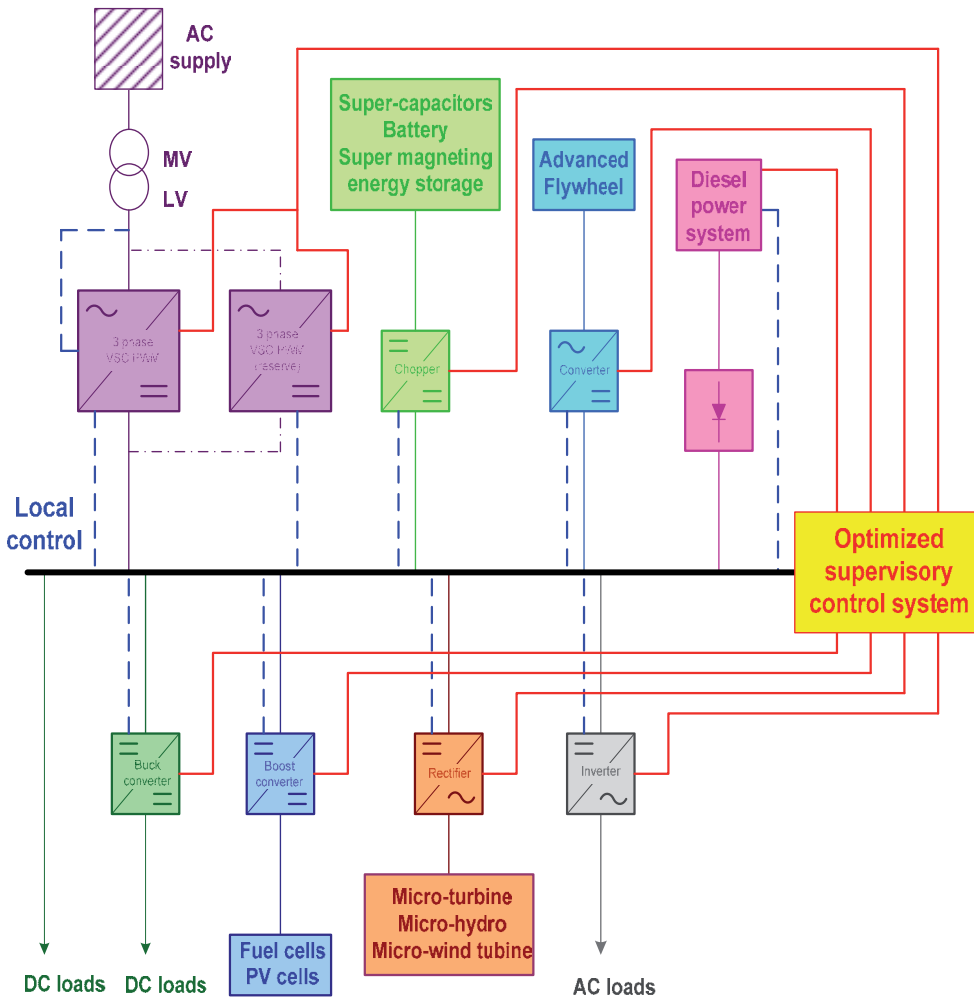 AC
supply
MV
LV
Super-capacitors
Battery
Super magneting
energy storage
Advanced
Flywheel
Diesel
power
system
3 phase
VSC PWM
3 phase
VSC PWM
(reserve)
Chopper
Converter
Local
control
Optimized
supervisory
control system
Buck
converter
Boost
converter
Rectifier
Inverter
DC loads
DC loads
Fuel cells
PV cells
Micro-turbine
Micro-hydro
Micro-wind tubine
AC loads